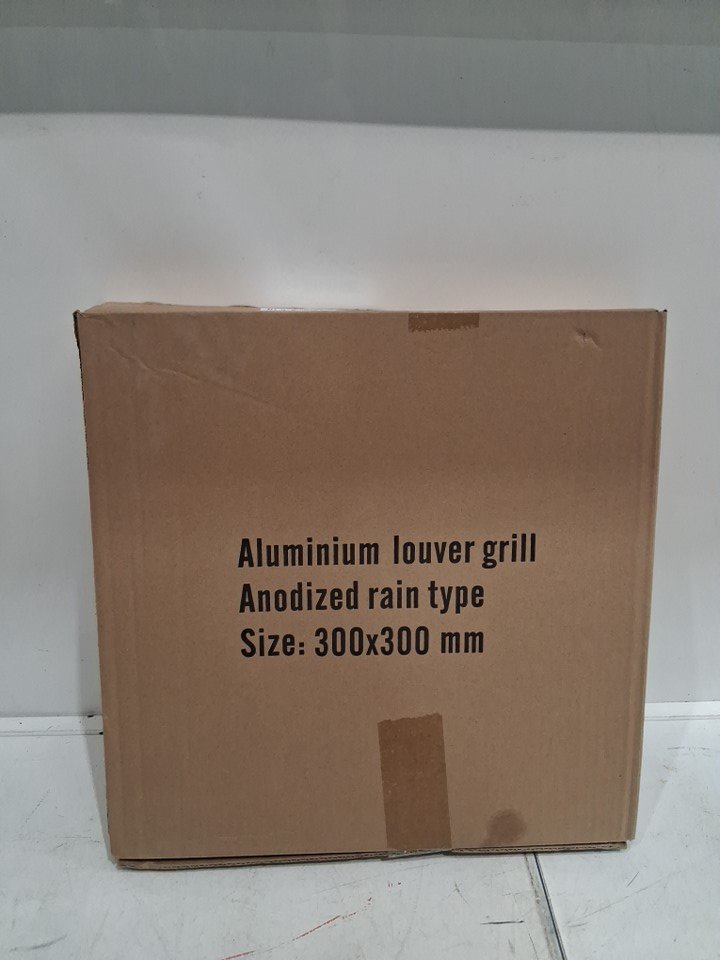 Aluminium louver grill
Anodized rain type
Size: 300x300 mm